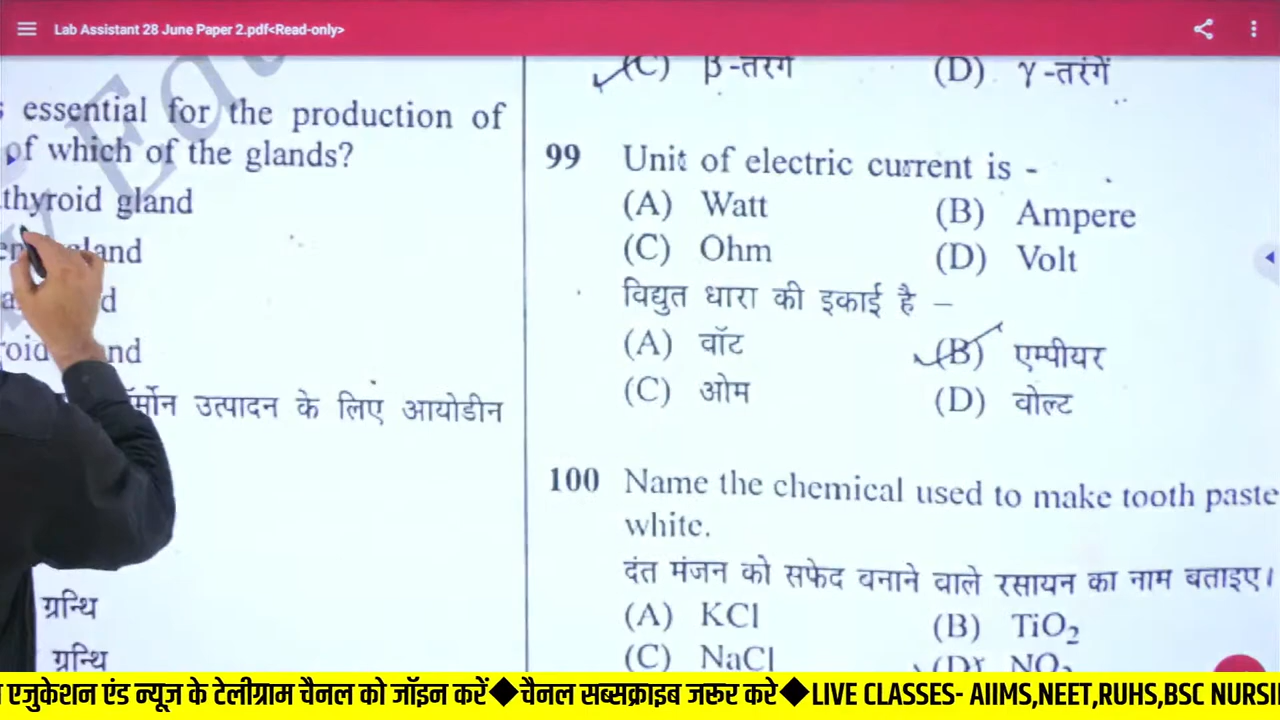 Lab Assistant 28 June Paper 2.pdf<Read-only>
essential for the production of
of which of the glands?
thyroid gland
gland
ग्रन्थि
ग्रन्थि
उत्पादन के लिए आयोडीन
(C) β-तरंगें (D) γ-तरंगें
99 Unit of electric current is -
(A) Watt (B) Ampere
(C) Ohm (D) Volt
विद्युत धारा की इकाई है –
(A) वॉट (B) एम्पीयर
(C) ओम (D) वोल्ट
100 Name the chemical used to make tooth paste
white.
दंत मंजन को सफेद बनाने वाले रसायन का नाम बताइए।
(A) KCl (B) TiO₂
(C) NaCl (D) NO₂
एजुकेशन एंड न्यूज के टेलीग्राम चैनल को जॉइन करें◆चैनल सब्सक्राइब जरूर करे◆LIVE CLASSES- AIIMS,NEET,RUHS,BSC